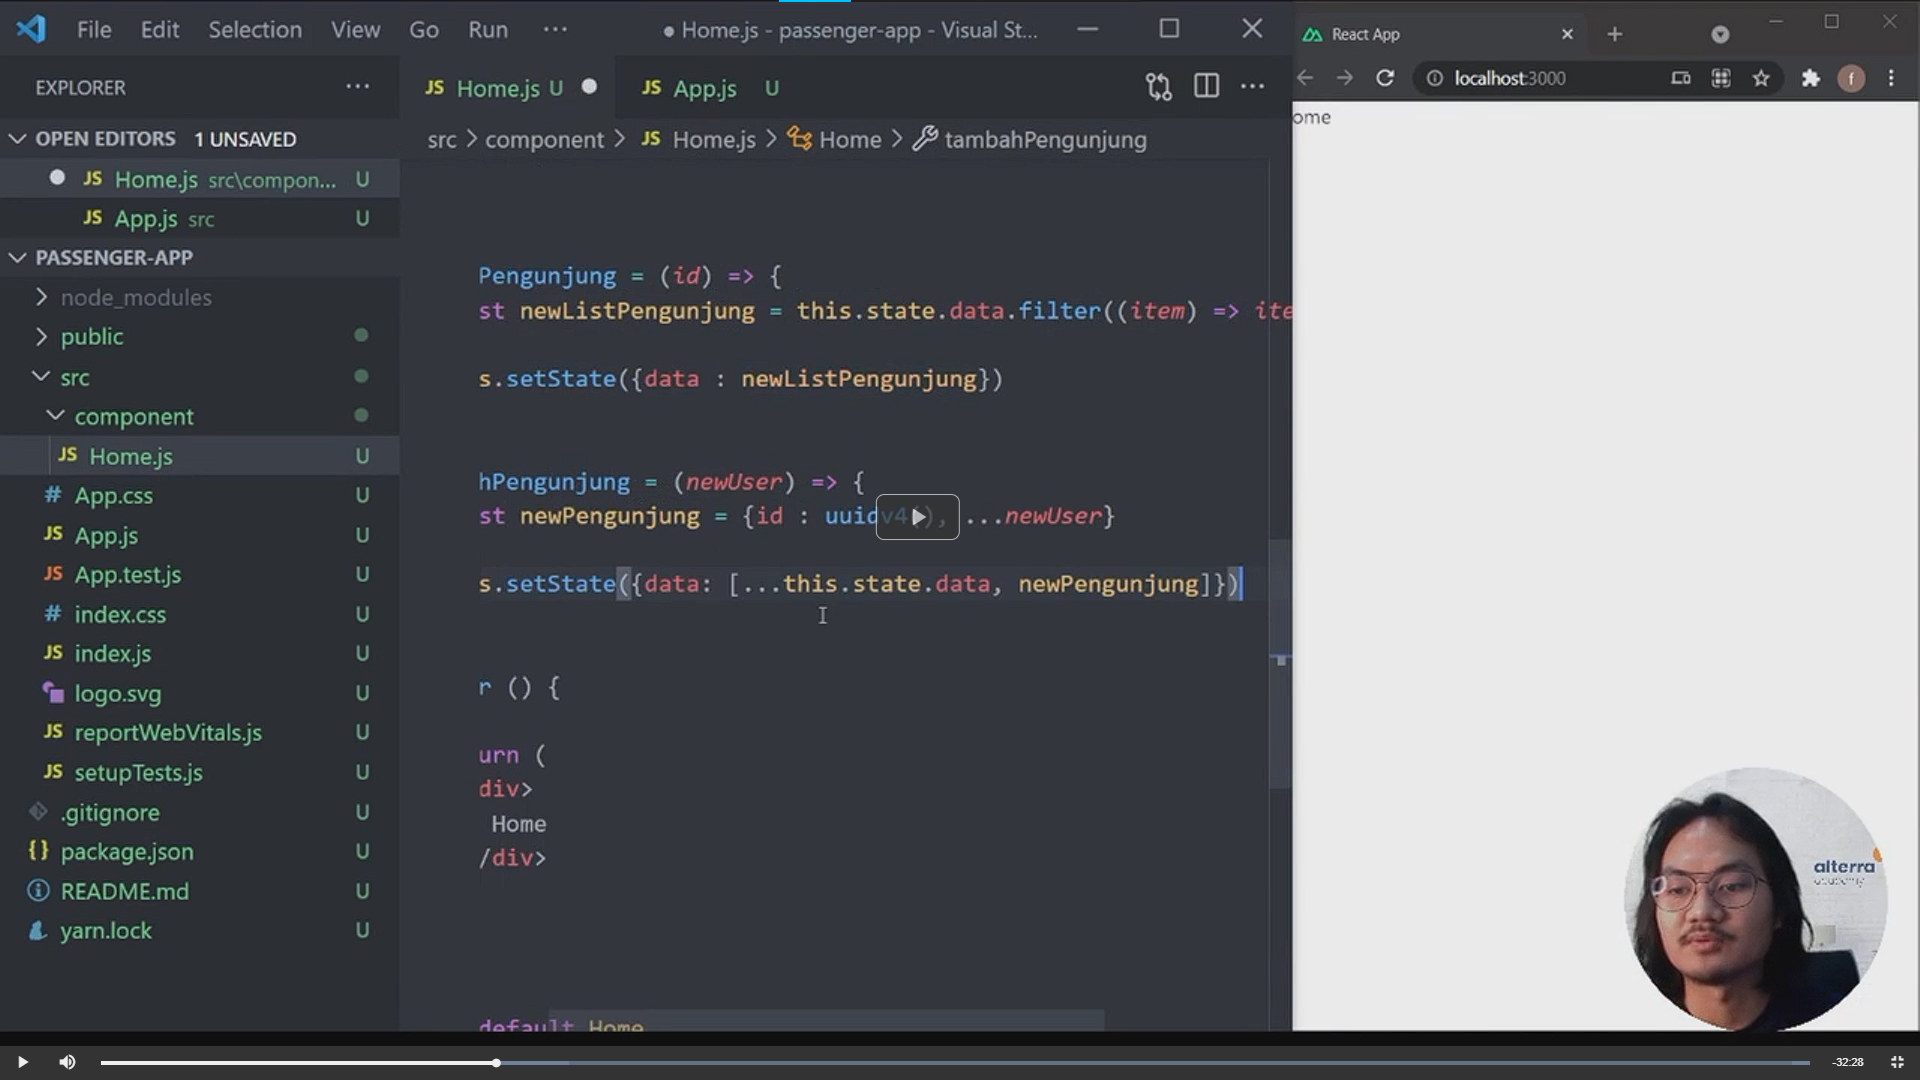 File Edit Selection View Go Run ··· ● Home.js - passenger-app - Visual St...
EXPLORER ···
OPEN EDITORS 1 UNSAVED
JS Home.js src\compon... U
JS App.js src U
PASSENGER-APP
node_modules
public
src
component
JS Home.js U
# App.css U
JS App.js U
JS App.test.js U
# index.css U
JS index.js U
logo.svg U
JS reportWebVitals.js U
JS setupTests.js U
.gitignore U
{} package.json U
README.md U
yarn.lock U
JS Home.js U ● JS App.js U
src > component > JS Home.js > Home > tambahPengunjung
Pengunjung = (id) => {
st newListPengunjung = this.state.data.filter((item) => ite
s.setState({data : newListPengunjung})
hPengunjung = (newUser) => {
st newPengunjung = {id : uuidv4(), ...newUser}
s.setState({data: [...this.state.data, newPengunjung]})
r () {
urn (
div>
Home
/div>
default Home
React App
localhost:3000
f
ome
alterra
academy
-32:28